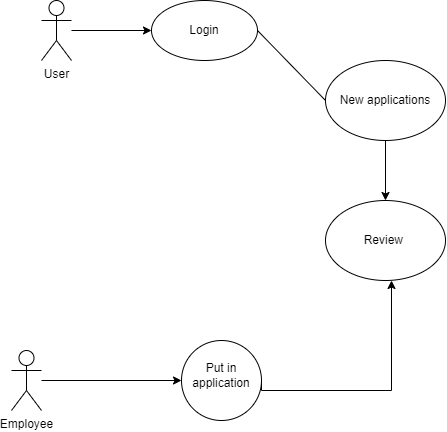 Login
User
New applications
Review
Put in
application
Employee